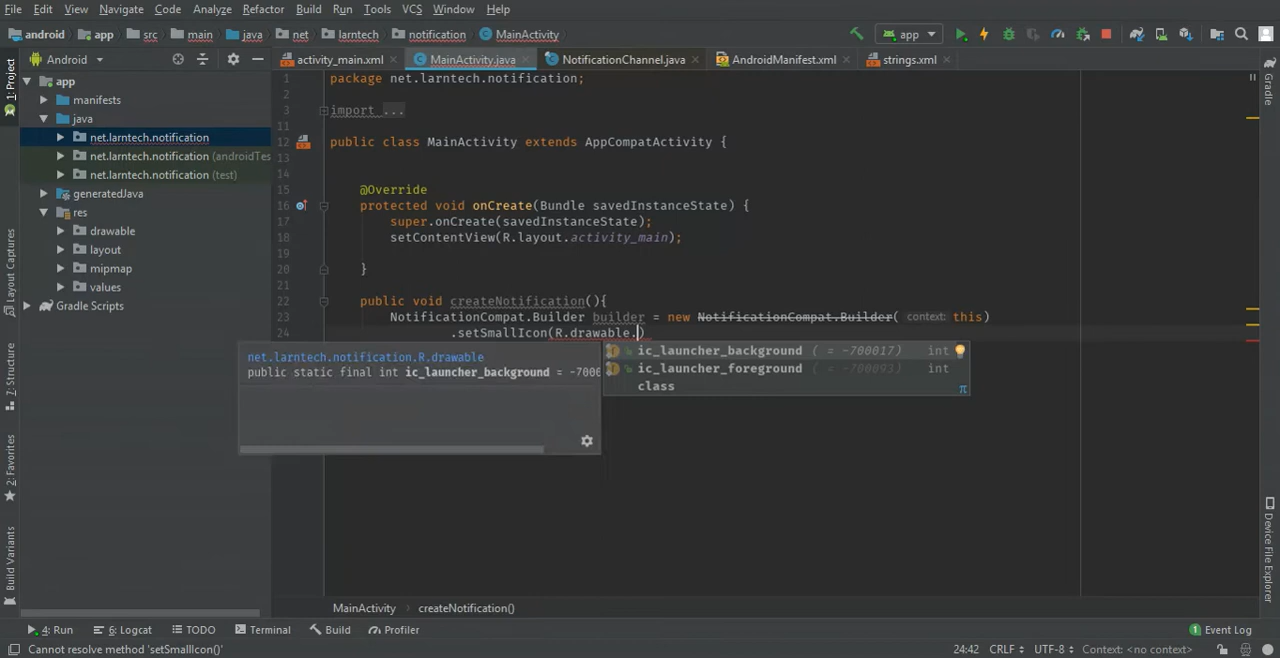 File Edit View Navigate Code Analyze Refactor Build Run Tools VCS Window Help
android app src main java net larntech notification MainActivity app
1: Project Android activity_main.xml MainActivity.java NotificationChannel.java AndroidManifest.xml strings.xml Gradle
app
manifests
java
net.larntech.notification
net.larntech.notification (androidTes
net.larntech.notification (test)
generatedJava
res
drawable
layout
mipmap
values
Gradle Scripts
Layout Captures
7: Structure
2: Favorites
Build Variants
1 package net.larntech.notification;
2
3 import ...
11
12 public class MainActivity extends AppCompatActivity {
13
14
15 @Override
16 protected void onCreate(Bundle savedInstanceState) {
17 super.onCreate(savedInstanceState);
18 setContentView(R.layout.activity_main);
19
20 }
21
22 public void createNotification(){
23 NotificationCompat.Builder builder = new NotificationCompat.Builder( context: this)
24 .setSmallIcon(R.drawable.)
net.larntech.notification.R.drawable
public static final int ic_launcher_background = -7000
ic_launcher_background ( = -700017) int
ic_launcher_foreground ( = -700093) int
class
π
Device File Explorer
MainActivity createNotification()
4: Run 6: Logcat TODO Terminal Build Profiler 1 Event Log
Cannot resolve method 'setSmallIcon()' 24:42 CRLF UTF-8 Context: <no context>